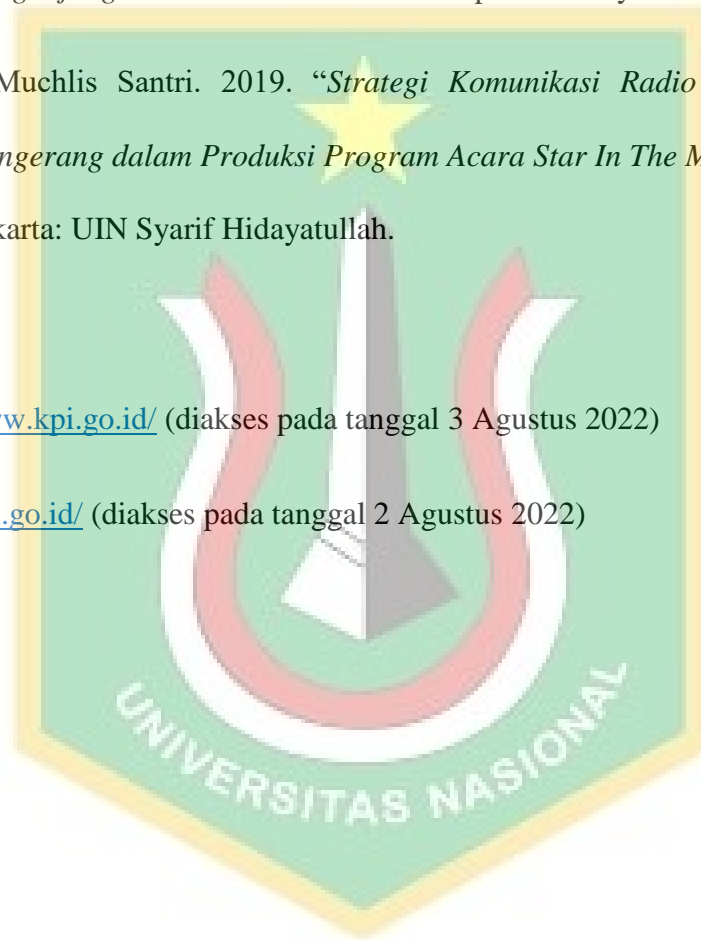 Muchlis Santri. 2019. “Strategi Komunikasi Radio
ngerang dalam Produksi Program Acara Star In The M
karta: UIN Syarif Hidayatullah.
w.kpi.go.id/ (diakses pada tanggal 3 Agustus 2022)
.go.id/ (diakses pada tanggal 2 Agustus 2022)
UNIVERSITAS NASIONAL